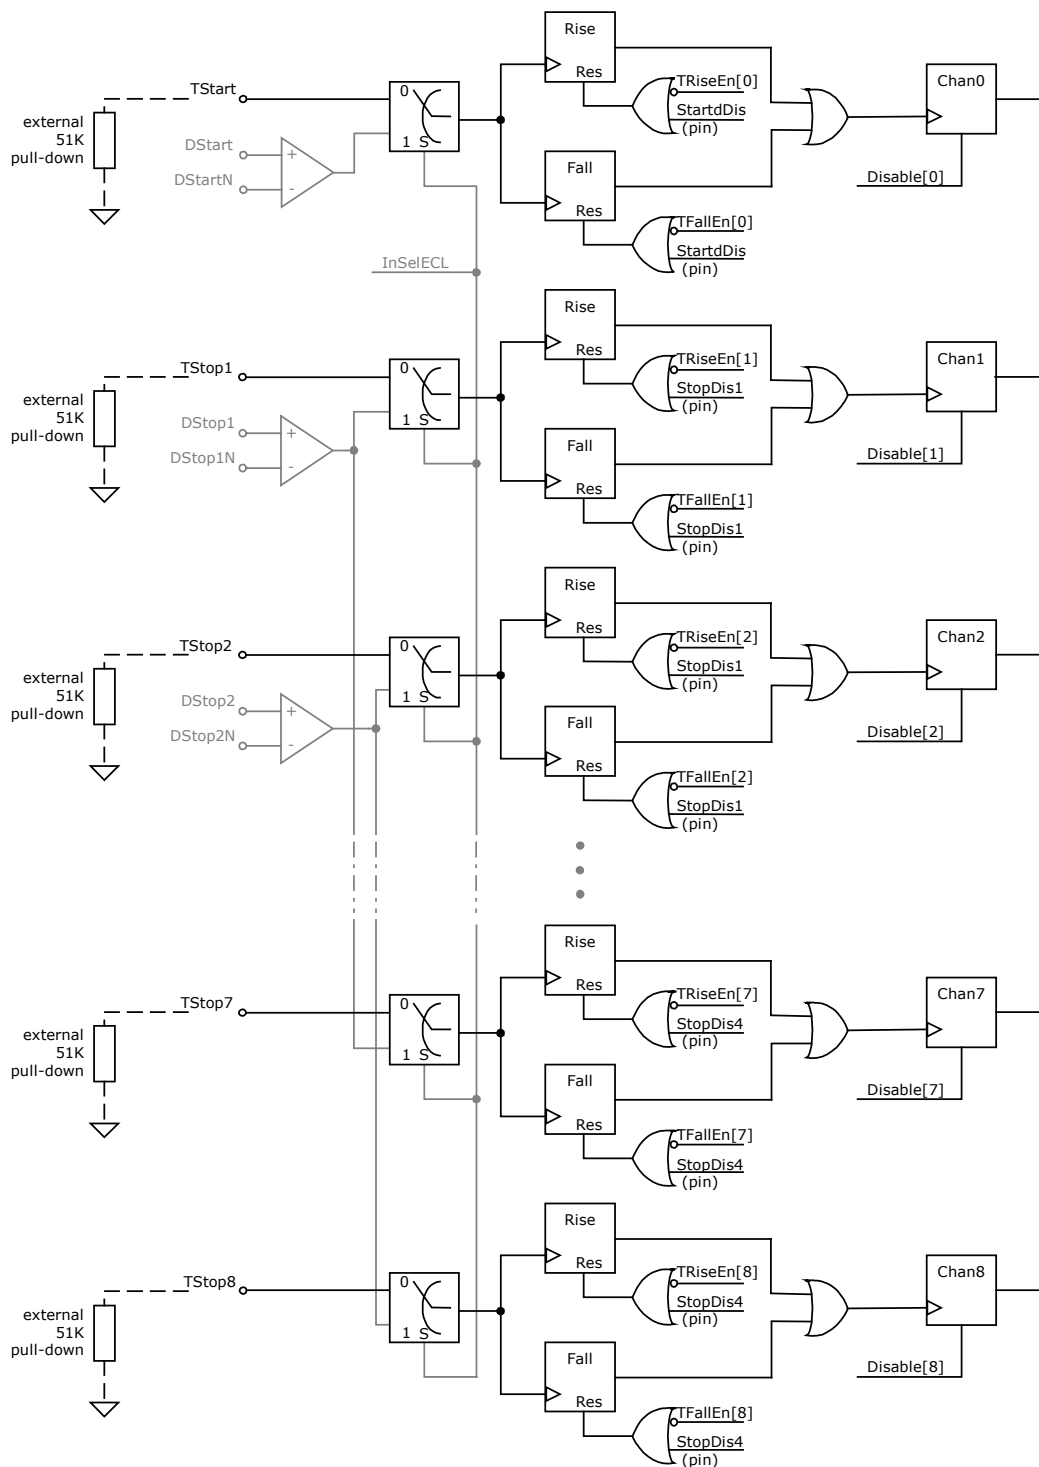 Rise
Res
TRiseEn[0]
StartdDis
(pin)
Chan0
Disable[0]
TStart
external
51K
pull-down
DStart
DStartN
+
-
0
1 S
Fall
Res
TFallEn[0]
StartdDis
(pin)
InSelECL
Rise
Res
TRiseEn[1]
StopDis1
(pin)
Chan1
Disable[1]
TStop1
external
51K
pull-down
DStop1
DStop1N
+
-
0
1 S
Fall
Res
TFallEn[1]
StopDis1
(pin)
Rise
Res
TRiseEn[2]
StopDis1
(pin)
Chan2
Disable[2]
TStop2
external
51K
pull-down
DStop2
DStop2N
+
-
0
1 S
Fall
Res
TFallEn[2]
StopDis1
(pin)
Rise
Res
TRiseEn[7]
StopDis4
(pin)
Chan7
Disable[7]
TStop7
external
51K
pull-down
0
1 S
Fall
Res
TFallEn[7]
StopDis4
(pin)
Rise
Res
TRiseEn[8]
StopDis4
(pin)
Chan8
Disable[8]
TStop8
external
51K
pull-down
0
1 S
Fall
Res
TFallEn[8]
StopDis4
(pin)